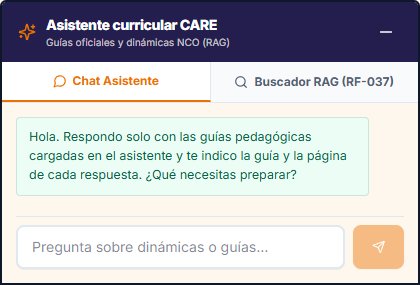 Asistente curricular CARE
Guías oficiales y dinámicas NCO (RAG)
Chat Asistente
Buscador RAG (RF-037)
Hola. Respondo solo con las guías pedagógicas
cargadas en el asistente y te indico la guía y la página
de cada respuesta. ¿Qué necesitas preparar?
Pregunta sobre dinámicas o guías...